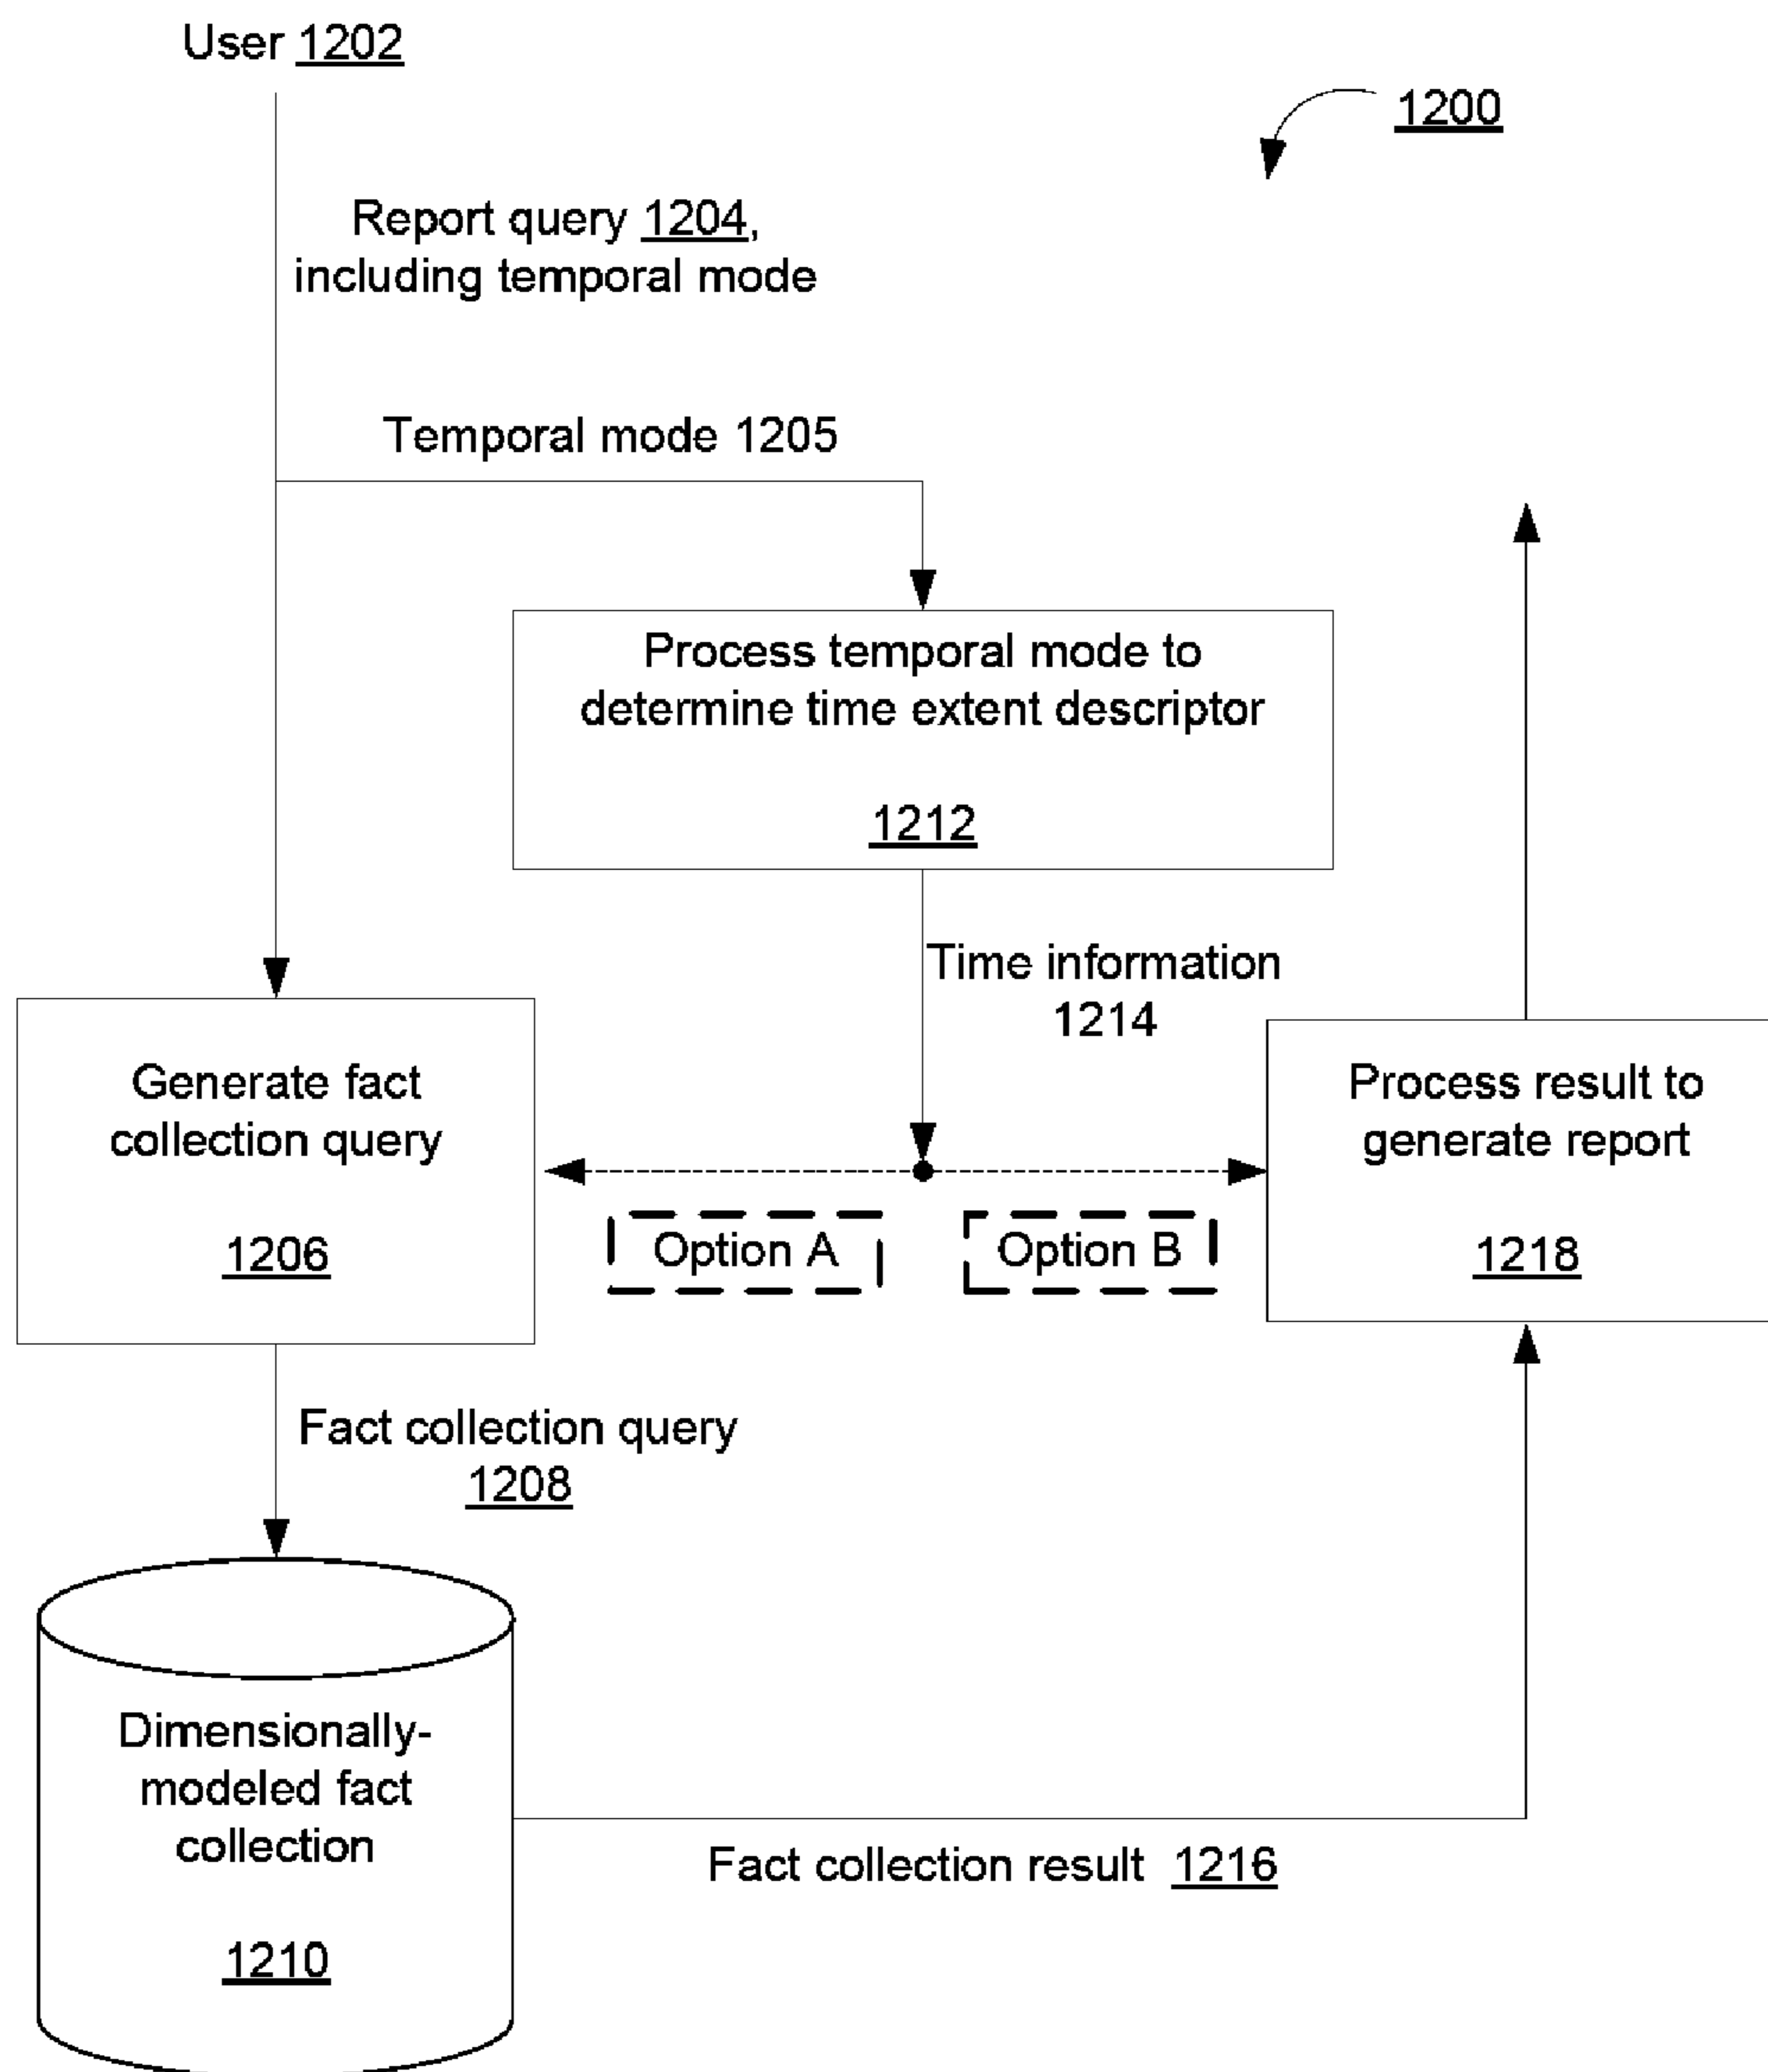 User 1202
1200
Report query 1204,
including temporal mode
Temporal mode 1205
Process temporal mode to
determine time extent descriptor
1212
Time information
1214
Generate fact
collection query
1206
Process result to
generate report
1218
Option A
Option B
Fact collection query
1208
Dimensionally-
modeled fact
collection
1210
Fact collection result 1216